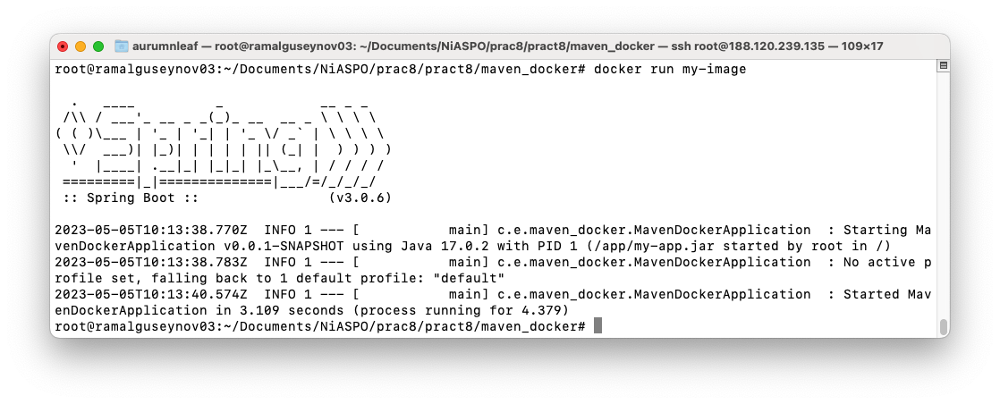 aurumnleaf — root@ramalguseynov03: ~/Documents/NiASPO/prac8/pract8/maven_docker — ssh root@188.120.239.135 — 109×17
root@ramalguseynov03:~/Documents/NiASPO/prac8/pract8/maven_docker# docker run my-image

  .   ____          _            __ _ _
 /\\ / ___'_ __ _ _(_)_ __  __ _ \ \ \ \
( ( )\___ | '_ | '_| | '_ \/ _` | \ \ \ \
 \\/  ___)| |_)| | | | | || (_| |  ) ) ) )
  '  |____| .__|_| |_|_| |_\__, | / / / /
 =========|_|==============|___/=/_/_/_/
 :: Spring Boot ::                (v3.0.6)

2023-05-05T10:13:38.770Z  INFO 1 --- [           main] c.e.maven_docker.MavenDockerApplication  : Starting Ma
venDockerApplication v0.0.1-SNAPSHOT using Java 17.0.2 with PID 1 (/app/my-app.jar started by root in /)
2023-05-05T10:13:38.783Z  INFO 1 --- [           main] c.e.maven_docker.MavenDockerApplication  : No active p
rofile set, falling back to 1 default profile: "default"
2023-05-05T10:13:40.574Z  INFO 1 --- [           main] c.e.maven_docker.MavenDockerApplication  : Started Mav
enDockerApplication in 3.109 seconds (process running for 4.379)
root@ramalguseynov03:~/Documents/NiASPO/prac8/pract8/maven_docker#